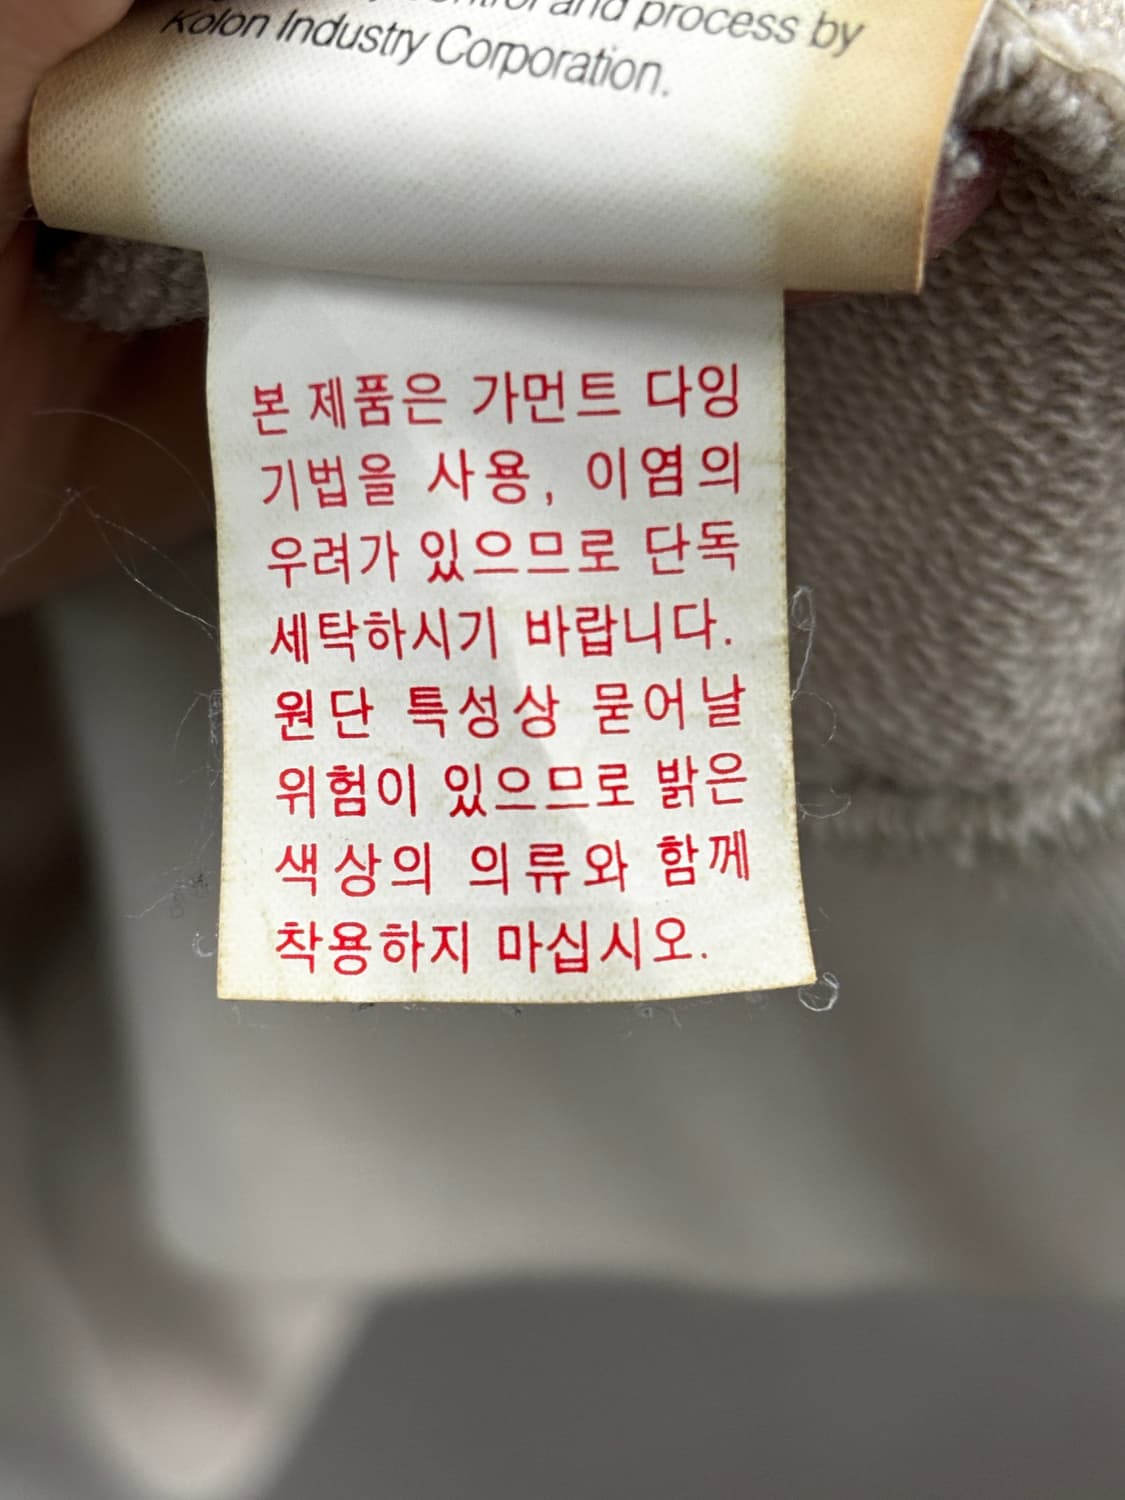 and process by
Kolon Industry Corporation.
본 제품은 가먼트 다잉
기법을 사용, 이염의
우려가 있으므로 단독
세탁하시기 바랍니다.
원단 특성상 묻어날
위험이 있으므로 밝은
색상의 의류와 함께
착용하지 마십시오.